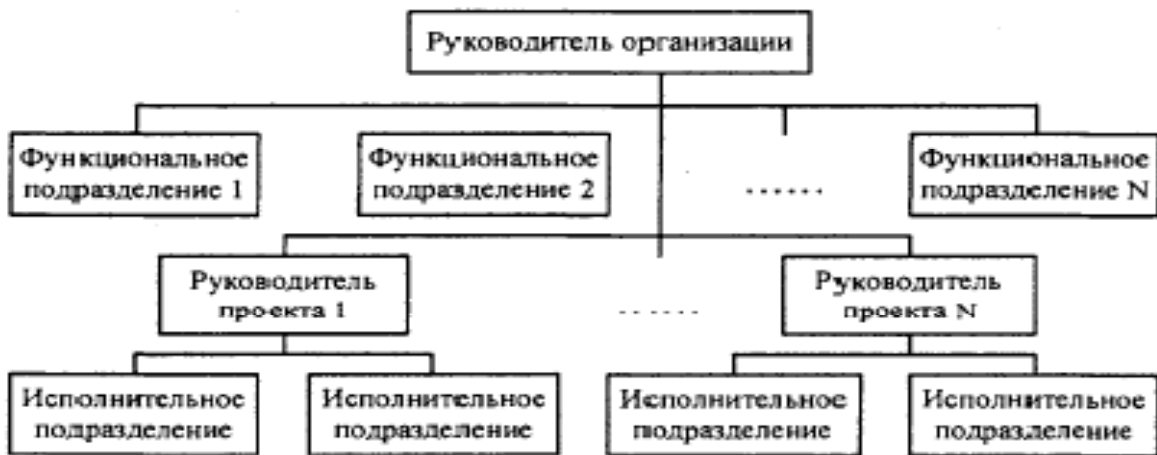 Руководитель организации
Функциональное
подразделение 1
Функциональное
подразделение 2
......
Функциональное
подразделение N
Руководитель
проекта 1
......
Руководитель
проекта N
Исполнительное
подразделение
Исполнительное
подразделение
Исполнительное
подразделение
Исполнительное
подразделение